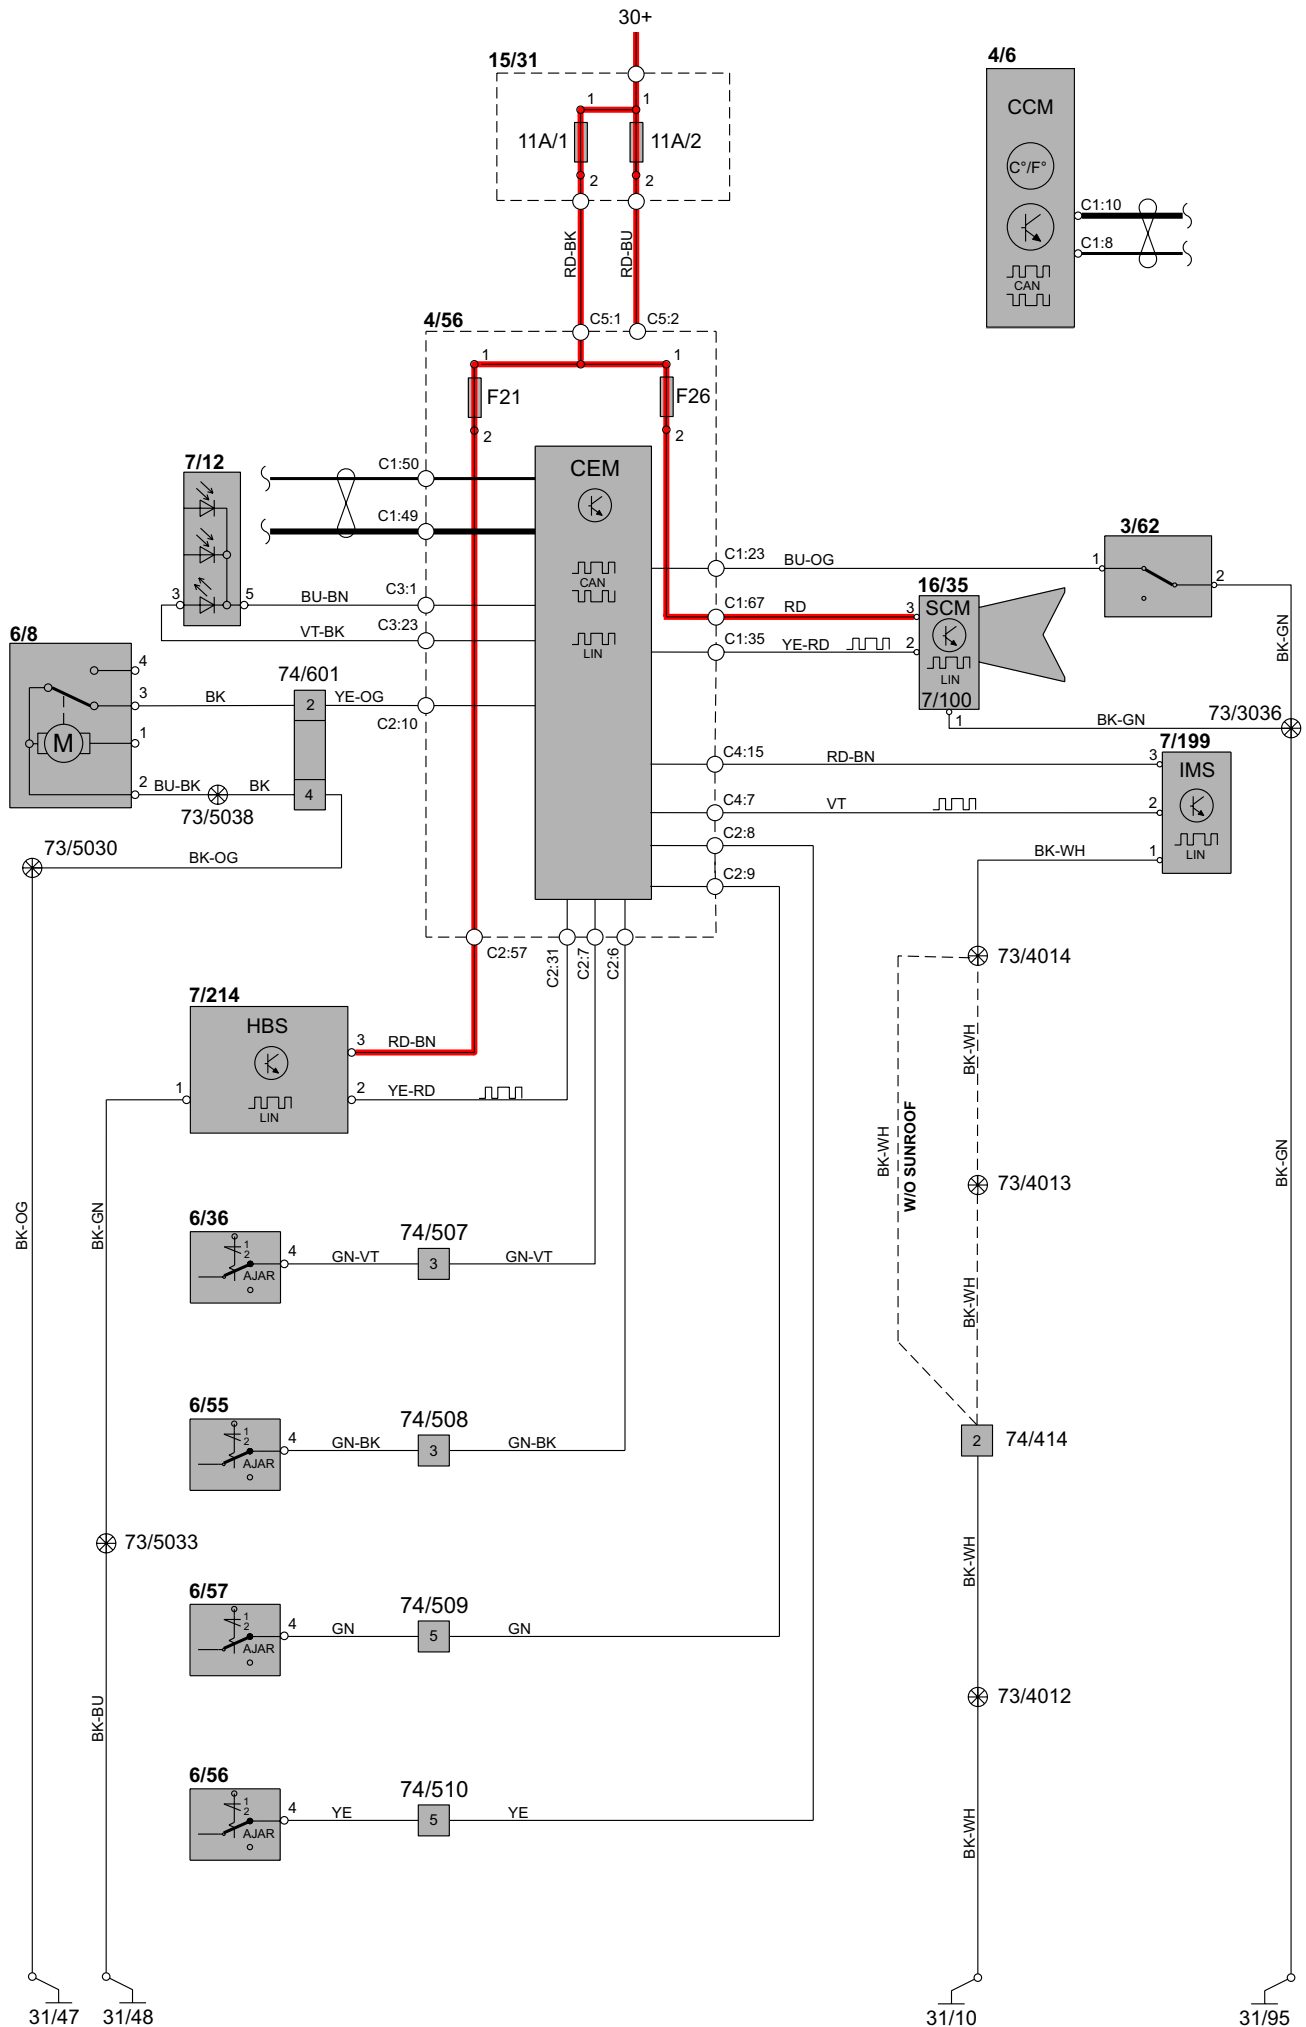 30+
15/31
4/6
CCM
C°/F°
C1:10
C1:8
CAN
1
1
11A/1
11A/2
2
2
RD-BK
RD-BU
C5:1
C5:2
4/56
1
1
F21
F26
2
2
7/12
C1:50
CEM
C1:49
CAN
LIN
3
5
BU-BN
C3:1
VT-BK
C3:23
C1:23
BU-OG
3/62
1
2
16/35
C1:67
RD
3
SCM
C1:35
YE-RD
2
LIN
7/100
1
BK-GN
BK-GN
73/3036
6/8
4
3
BK
74/601
2
YE-OG
C2:10
M
1
2
BU-BK
BK
4
73/5038
73/5030
BK-OG
7/199
C4:15
RD-BN
3
IMS
C4:7
VT
2
LIN
C2:8
BK-WH
1
C2:9
C2:57
C2:31
C2:7
C2:6
73/4014
7/214
HBS
3
RD-BN
1
2
YE-RD
LIN
BK-WH
BK-WH
W/O SUNROOF
BK-GN
73/4013
BK-OG
BK-GN
6/36
74/507
1
2
4
GN-VT
3
GN-VT
AJAR
BK-WH
6/55
74/508
1
2
4
GN-BK
3
GN-BK
AJAR
2
74/414
73/5033
BK-WH
6/57
74/509
1
2
4
GN
5
GN
AJAR
73/4012
BK-BU
6/56
74/510
1
2
4
YE
5
YE
AJAR
BK-WH
31/47
31/48
31/10
31/95